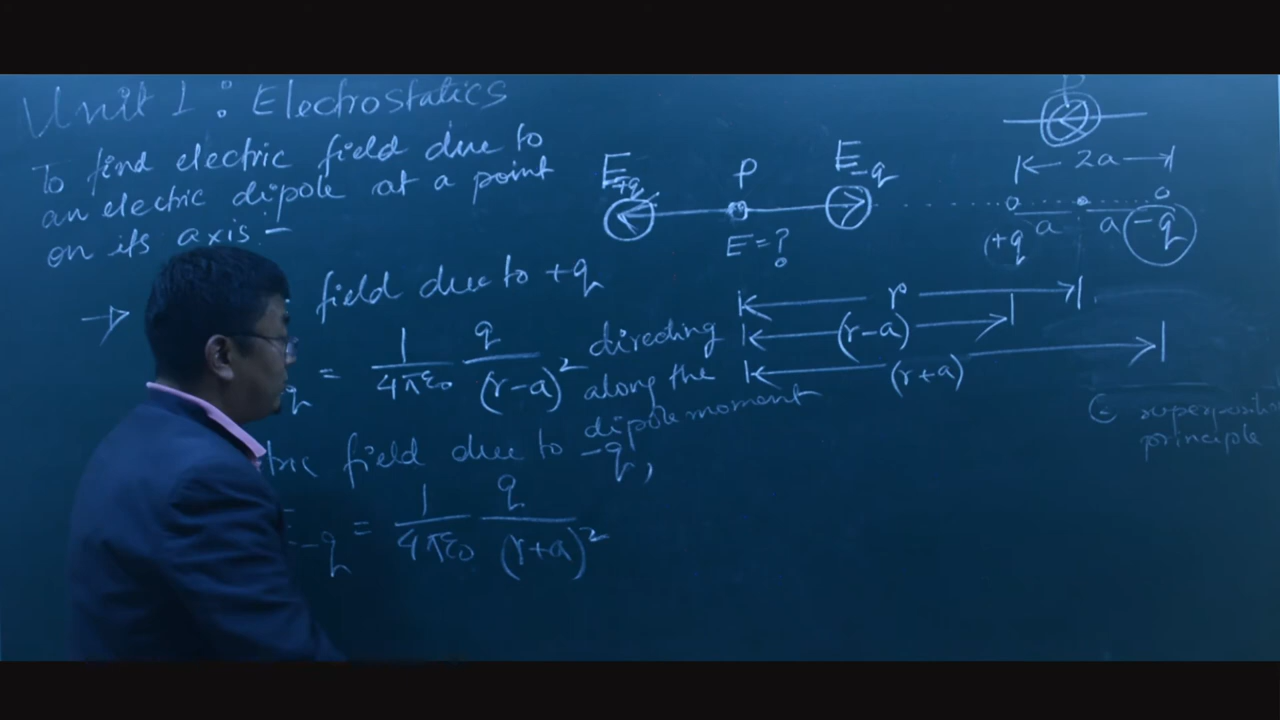 Unit 1 : Electrostatics
To find electric field due to
an electric dipole at a point
on its axis :-
→ field due to +q
q = 1/4πε₀ q/(r-a)² directing
along the
dipole moment
tric field due to -q,
E-q = 1/4πε₀ q/(r+a)²
E+q P E-q
E = ?
P
2a
+q a a -q
r
(r-a)
(r+a)
superposition
principle